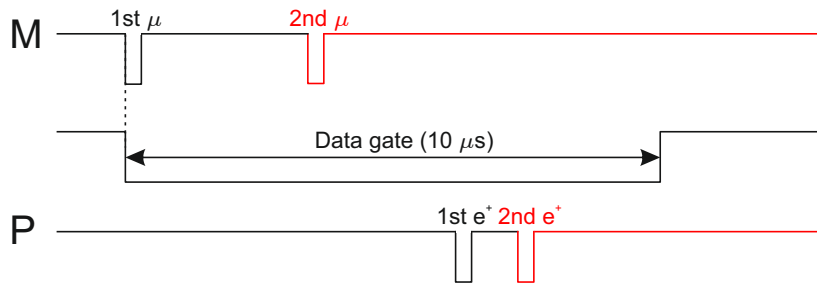 1st μ 2nd μ
M
Data gate (10 μs)
1st e⁺ 2nd e⁺
P